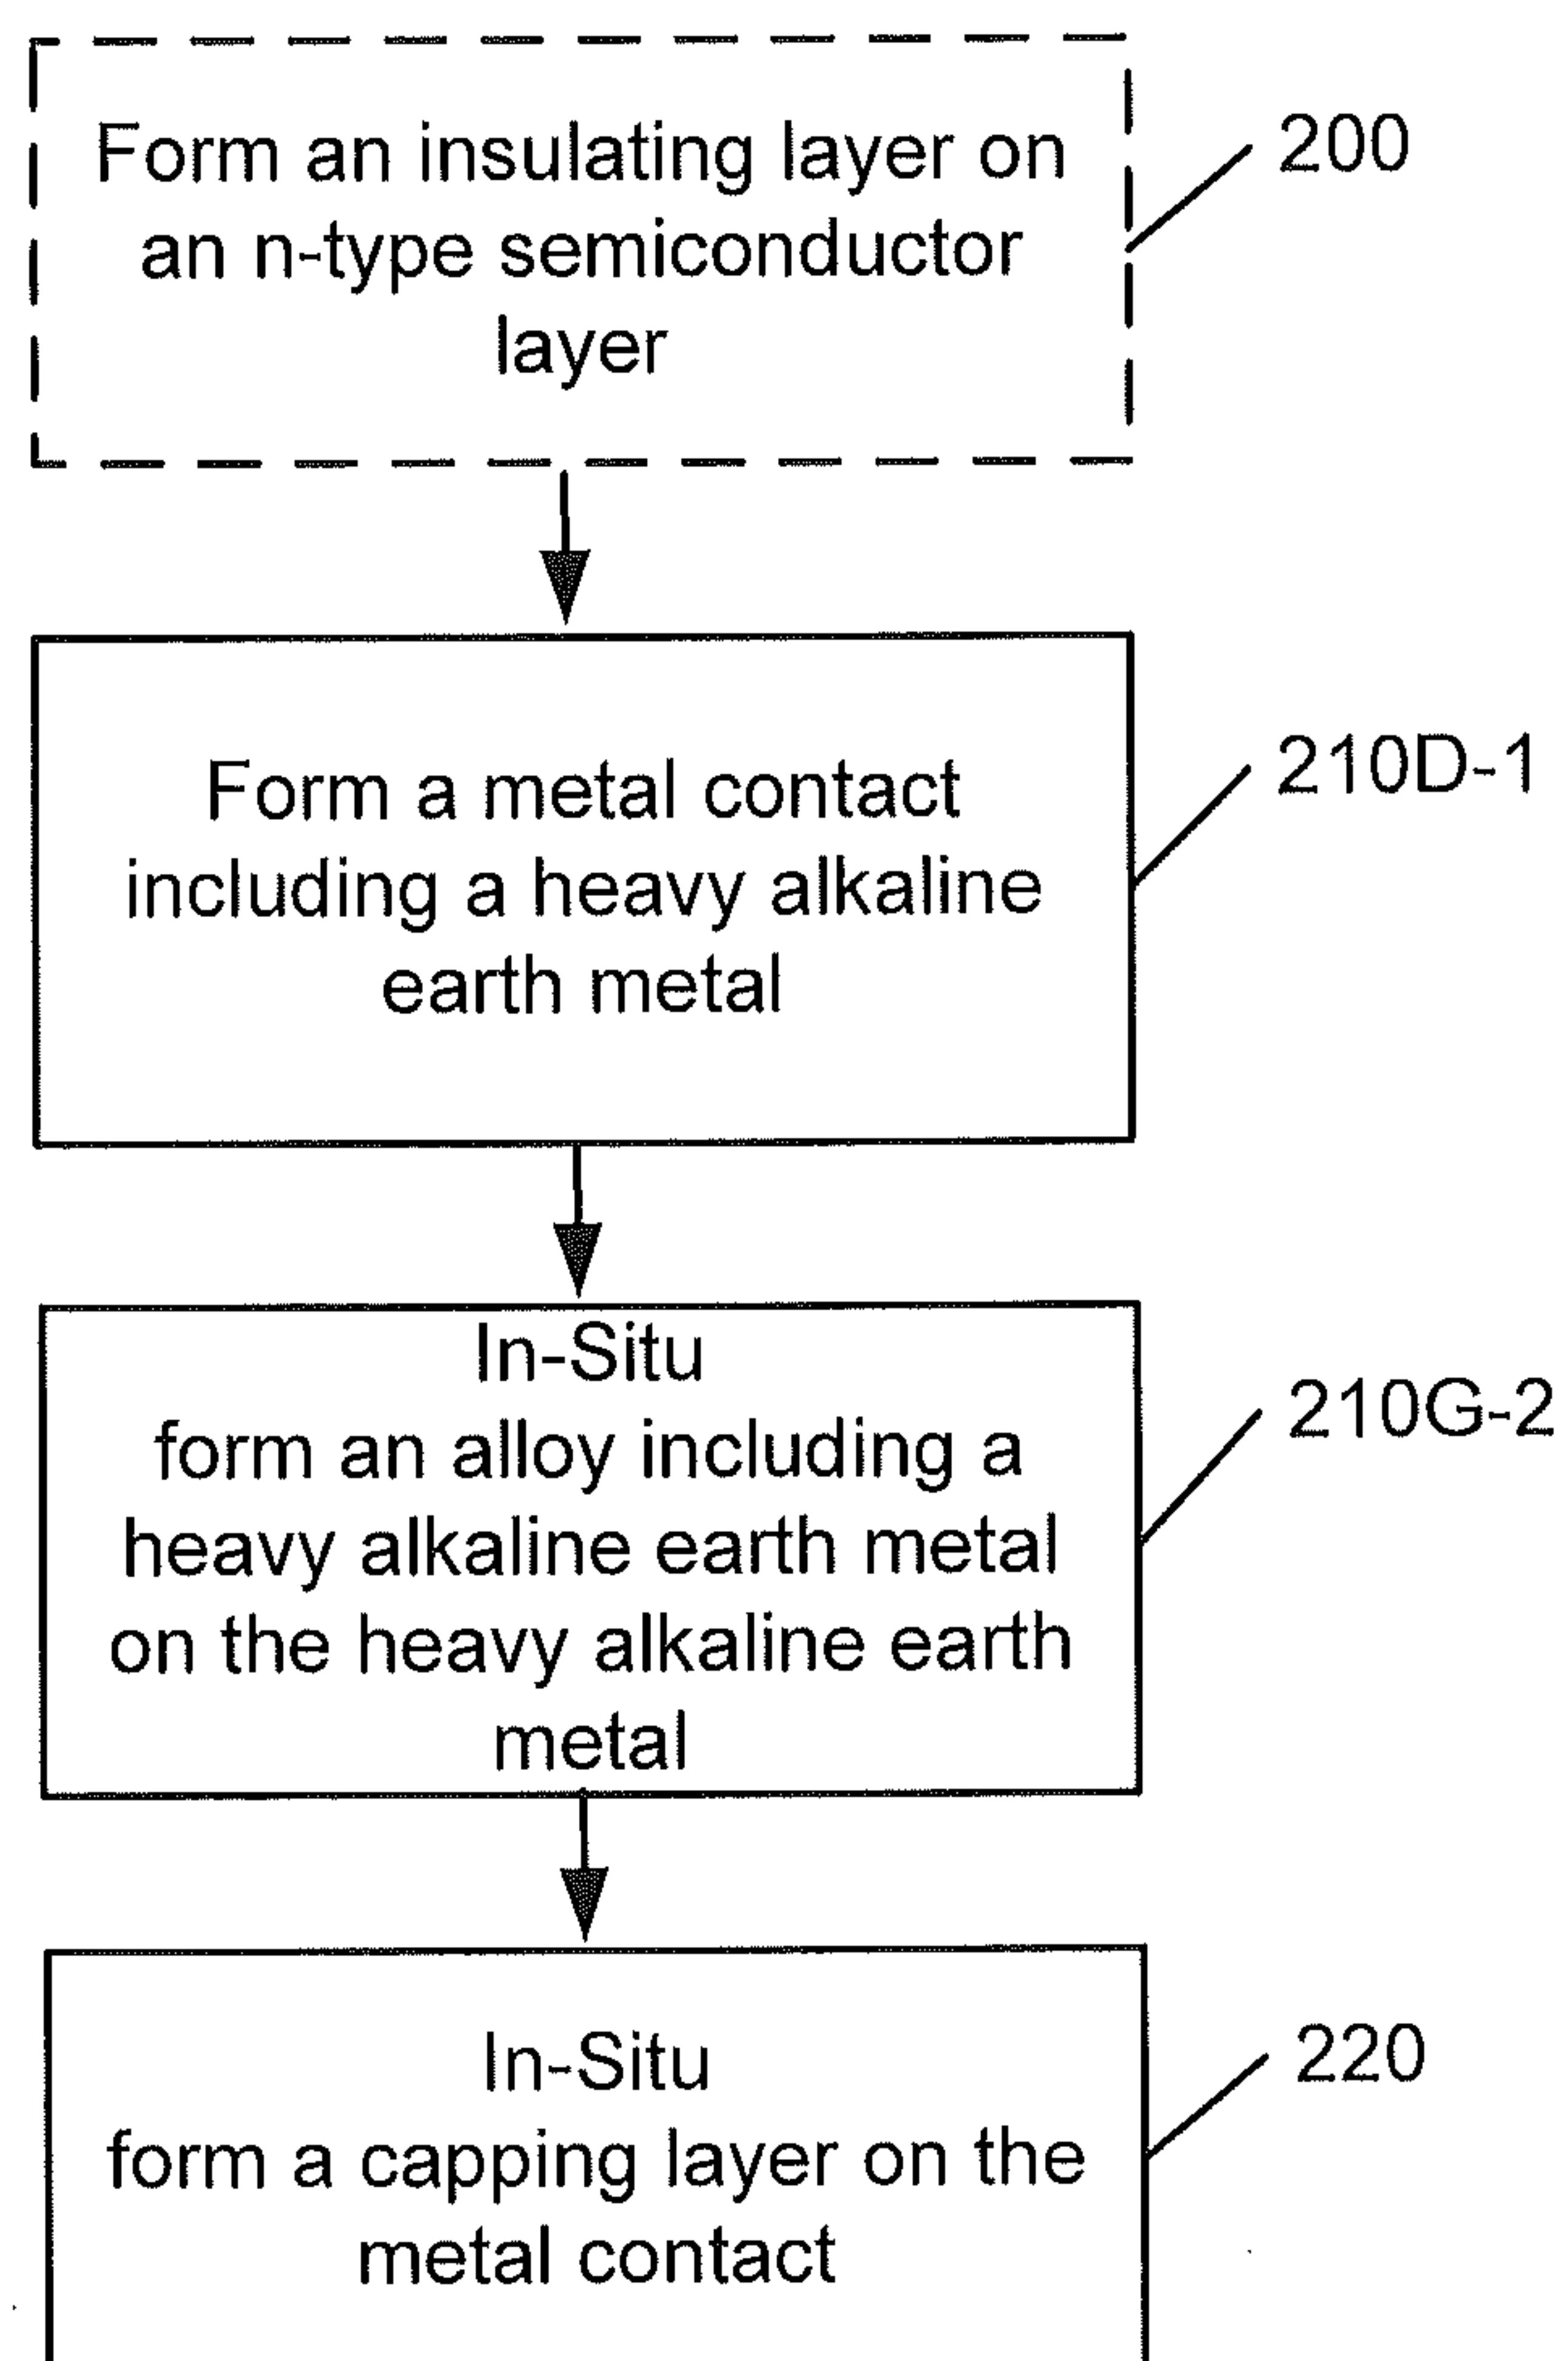 Form an insulating layer on
an n-type semiconductor
layer
200
Form a metal contact
including a heavy alkaline
earth metal
210D-1
In-Situ
form an alloy including a
heavy alkaline earth metal
on the heavy alkaline earth
metal
210G-2
In-Situ
form a capping layer on the
metal contact
220